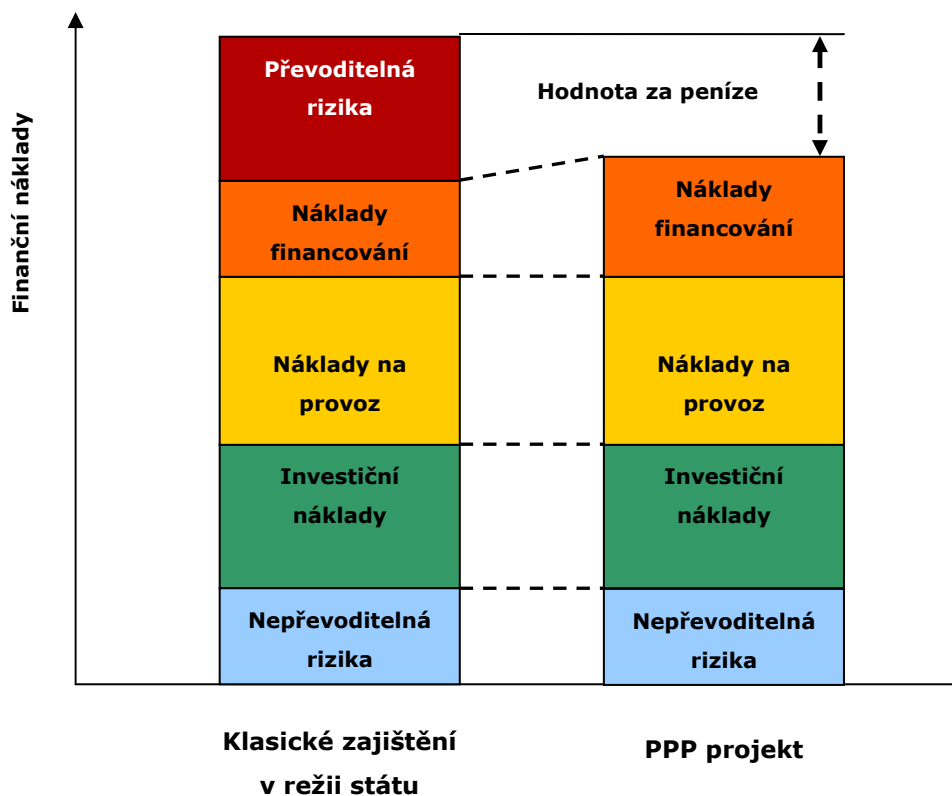 Finanční náklady
Převoditelná
rizika
Náklady
financování
Náklady na
provoz
Investiční
náklady
Nepřevoditelná
rizika
Hodnota za peníze
Náklady
financování
Náklady na
provoz
Investiční
náklady
Nepřevoditelná
rizika
Klasické zajištění
v režii státu
PPP projekt